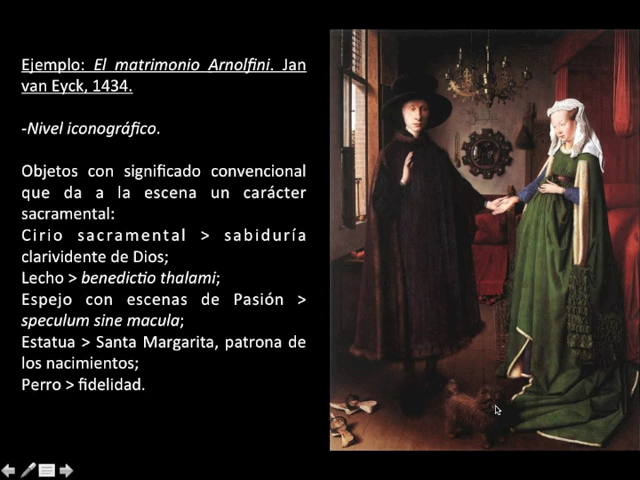 Ejemplo: El matrimonio Arnolfini. Jan
van Eyck, 1434.
-Nivel iconográfico.
Objetos con significado convencional
que da a la escena un carácter
sacramental:
Cirio sacramental > sabiduría
clarividente de Dios;
Lecho > benedictio thalami;
Espejo con escenas de Pasión >
speculum sine macula;
Estatua > Santa Margarita, patrona de
los nacimientos;
Perro > fidelidad.